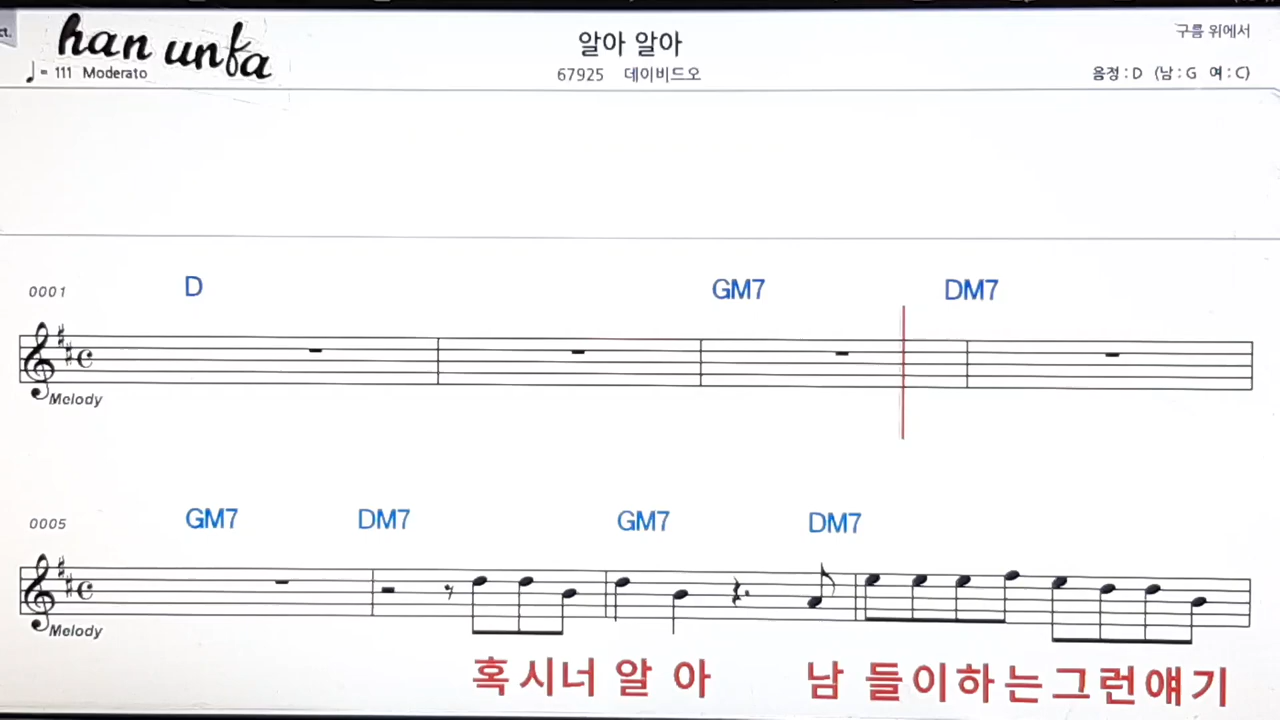 ct.
han unka
♩= 111 Moderato
알아 알아
67925 데이비드오
구름 위에서
음정 : D (남 : G 여 : C)
0001 D GM7 DM7
Melody
0005 GM7 DM7 GM7 DM7
Melody
혹시너 알 아 남 들이하는그런얘기